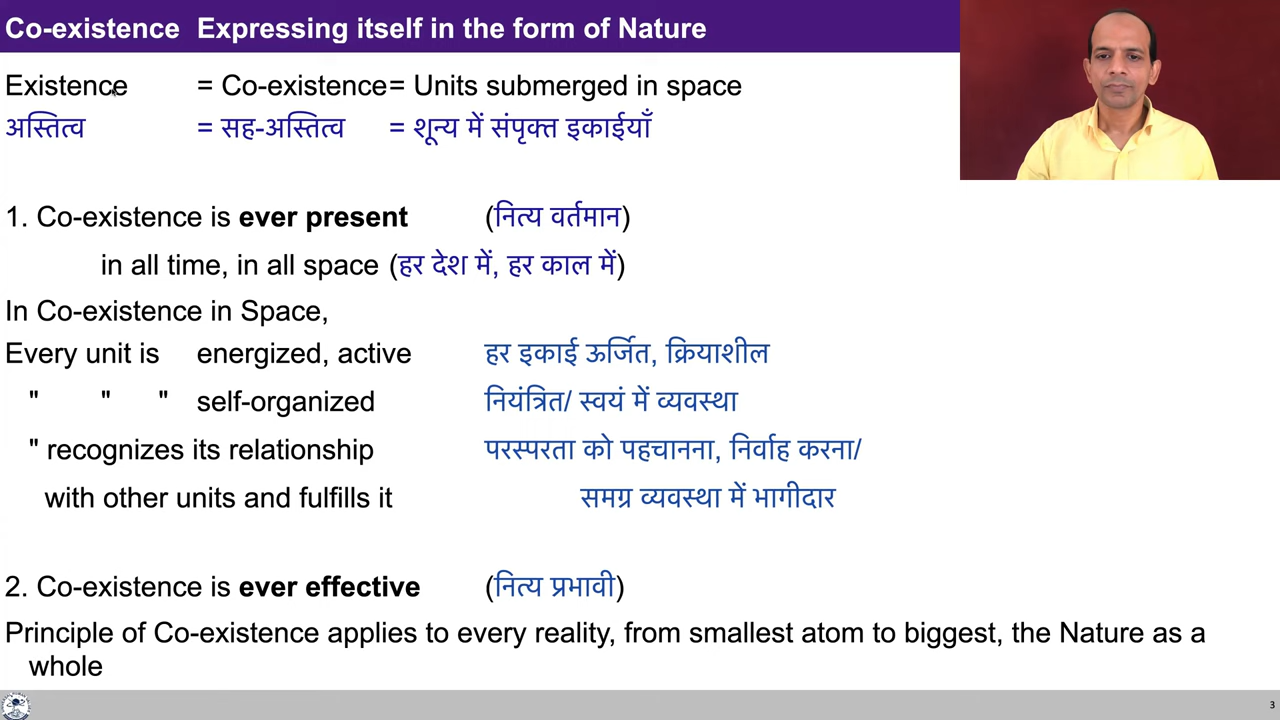 Co-existence Expressing itself in the form of Nature
Existence = Co-existence = Units submerged in space
अस्तित्व = सह-अस्तित्व = शून्य में संपृक्त इकाईयाँ
1. Co-existence is ever present (नित्य वर्तमान)
in all time, in all space (हर देश में, हर काल में)
In Co-existence in Space,
Every unit is energized, active हर इकाई ऊर्जित, क्रियाशील
" " " self-organized नियंत्रित/ स्वयं में व्यवस्था
" recognizes its relationship परस्परता को पहचानना, निर्वाह करना/
with other units and fulfills it समग्र व्यवस्था में भागीदार
2. Co-existence is ever effective (नित्य प्रभावी)
Principle of Co-existence applies to every reality, from smallest atom to biggest, the Nature as a
whole
3